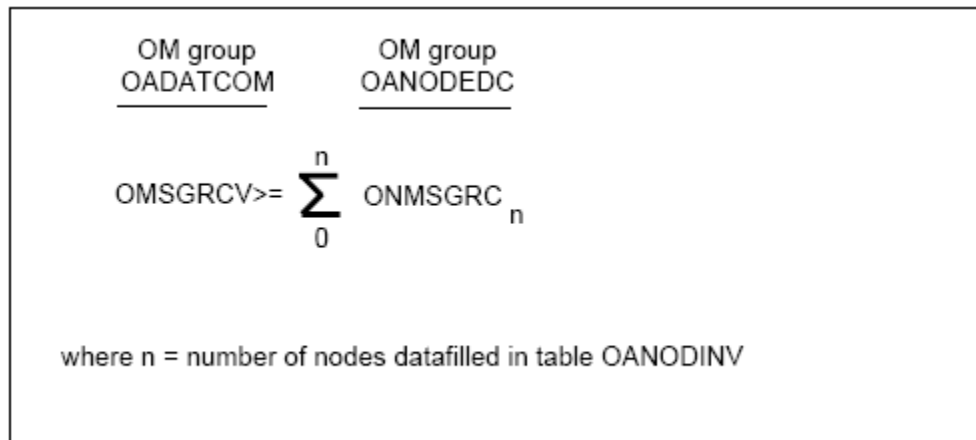 OM group OM group
OADATCOM OANODEDC
n
OMSGRCV>= ∑ ONMSGRC n
0
where n = number of nodes datafilled in table OANODINV